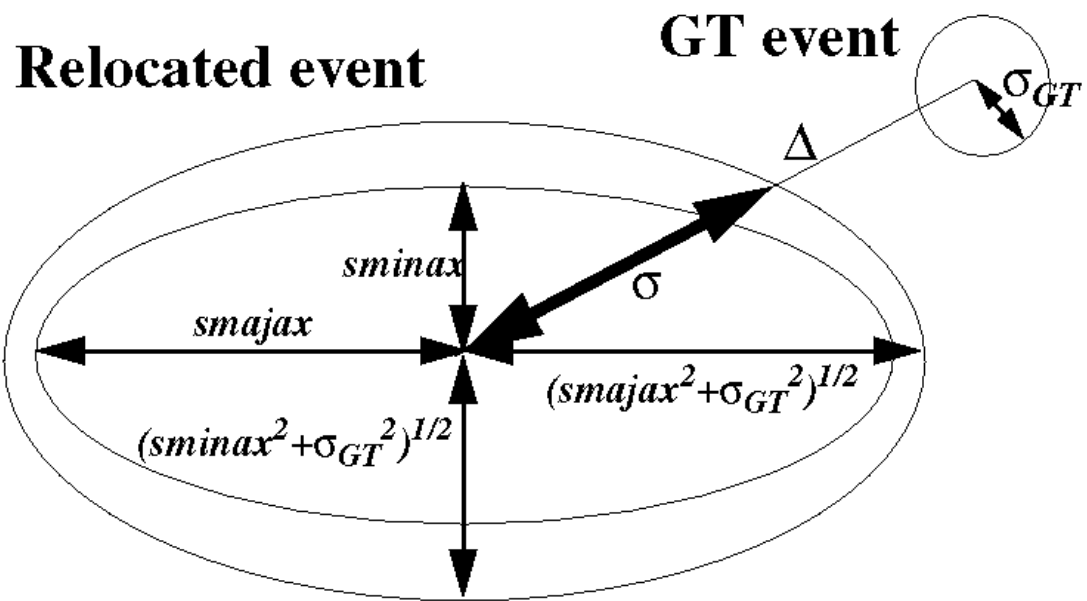 GT event
Relocated event
σGT
Δ
sminax
σ
smajax
(smajax²+σGT²)1/2
(sminax²+σGT²)1/2